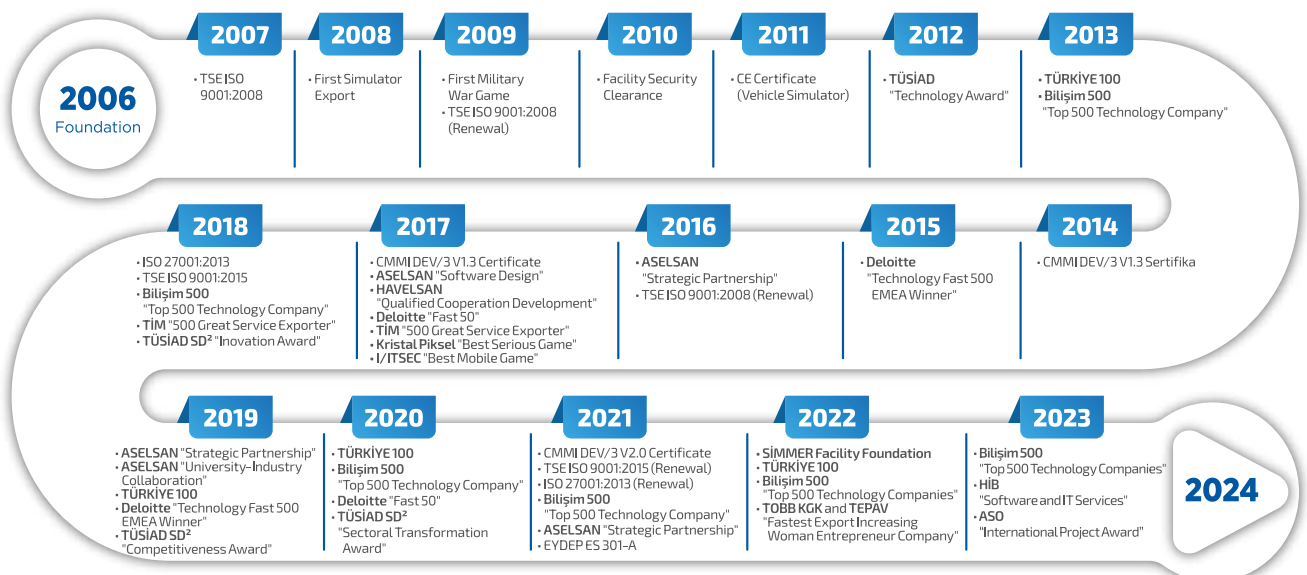 2006
Foundation
2007
• TSE ISO
9001:2008
2008
• First Simulator
Export
2009
• First Military
War Game
• TSE ISO 9001:2008
(Renewal)
2010
• Facility Security
Clearance
2011
CE Certificate
(Vehicle Simulator)
2012
• TÜSİAD
"Technology Award"
2013
• TÜRKİYE 100
• Bilişim 500
"Top 500 Technology Company"
2014
• CMMI DEV/3 V1.3 Sertifika
2015
• Deloitte
"Technology Fast 500
EMEA Winner"
2016
• ASELSAN
"Strategic Partnership"
• TSE ISO 9001:2008 (Renewal)
2017
• CMMI DEV/3 V1.3 Certificate
• ASELSAN "Software Design"
• HAVELSAN
"Qualified Cooperation Development"
• Deloitte "Fast 50"
• TİM "500 Great Service Exporter"
• Kristal Piksel "Best Serious Game"
• I/ITSEC "Best Mobile Game"
2018
• ISO 27001:2013
• TSE ISO 9001:2015
• Bilişim 500
"Top 500 Technology Company"
• TİM "500 Great Service Exporter"
• TÜSİAD SD² "Inovation Award"
2019
• ASELSAN "Strategic Partnership"
• ASELSAN "University-Industry
Collaboration"
• TÜRKİYE 100
• Deloitte "Technology Fast 500
EMEA Winner"
• TÜSİAD SD²
"Competitiveness Award"
2020
• TÜRKİYE 100
• Bilişim 500
"Top 500 Technology Company"
• Deloitte "Fast 50"
• TÜSİAD SD²
"Sectoral Transformation
Award"
2021
• CMMI DEV/3 V2.0 Certificate
• TSE ISO 9001:2015 (Renewal)
• ISO 27001:2013 (Renewal)
• Bilişim 500
"Top 500 Technology Company"
• ASELSAN "Strategic Partnership"
• EYDEP ES 301-A
2022
• SİMMER Facility Foundation
• TÜRKİYE 100
• Bilişim 500
"Top 500 Technology Companies"
• TOBB KGK and TEPAV
"Fastest Export Increasing
Woman Entrepreneur Company"
2023
• Bilişim 500
"Top 500 Technology Companies"
• HİB
"Software and IT Services"
• ASO
"International Project Award"
2024